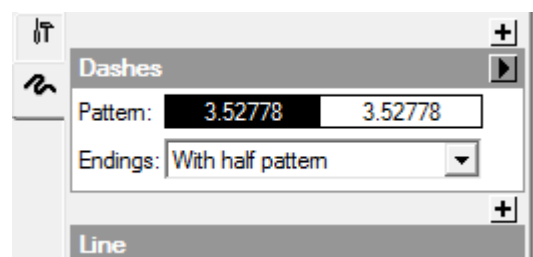 Dashes
Pattern: 3.52778 3.52778
Endings: With half pattern
Line